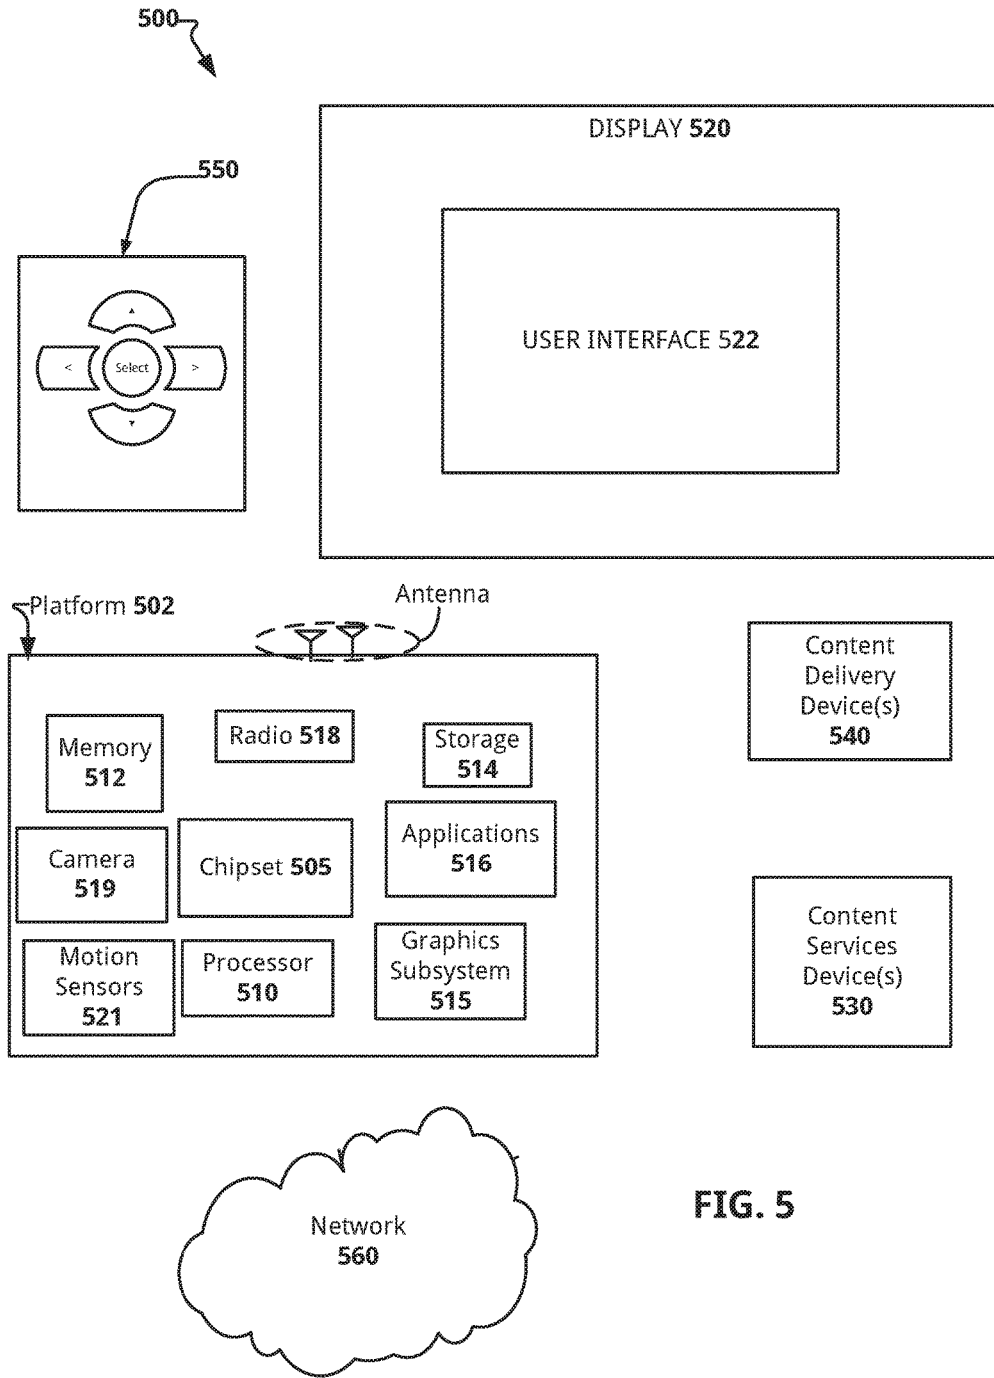 500
DISPLAY 520
550
USER INTERFACE 522
<
Select
>
Platform 502
Antenna
Content
Delivery
Device(s)
540
Memory
512
Radio 518
Storage
514
Camera
519
Chipset 505
Applications
516
Motion
Sensors
521
Processor
510
Graphics
Subsystem
515
Content
Services
Device(s)
530
Network
560
FIG. 5